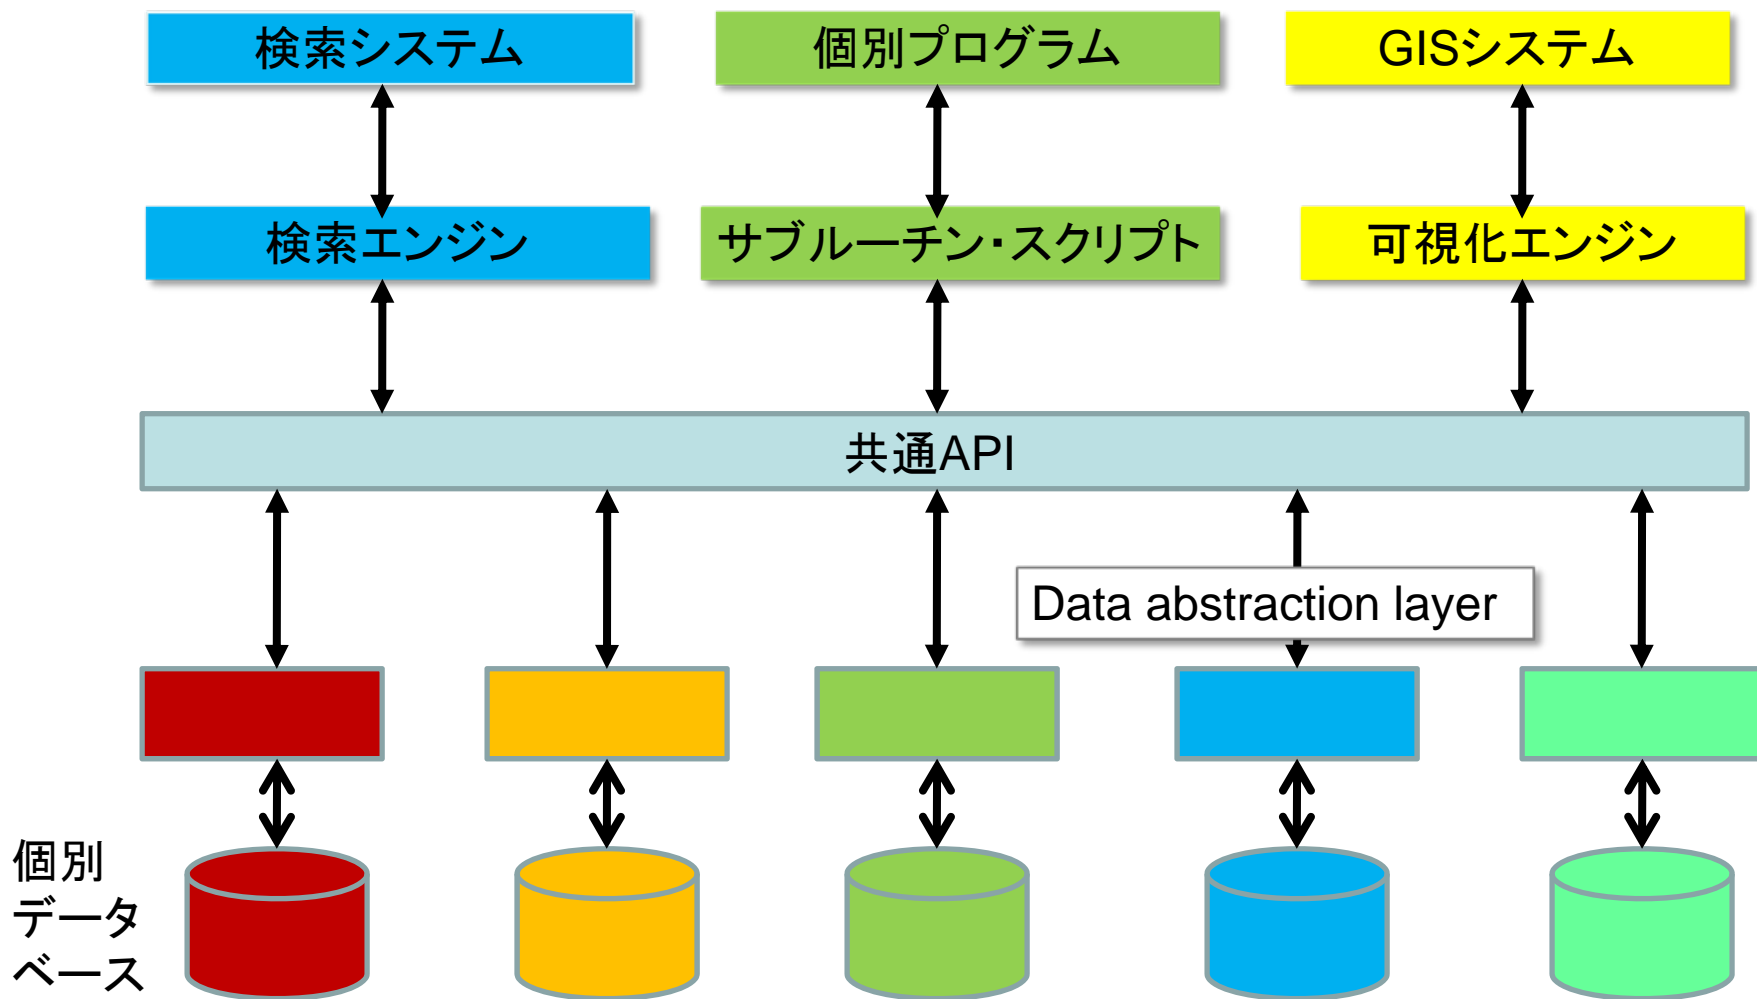 検索システム
個別プログラム
GISシステム
検索エンジン
サブルーチン・スクリプト
可視化エンジン
共通API
Data abstraction layer
個別
データ
ベース